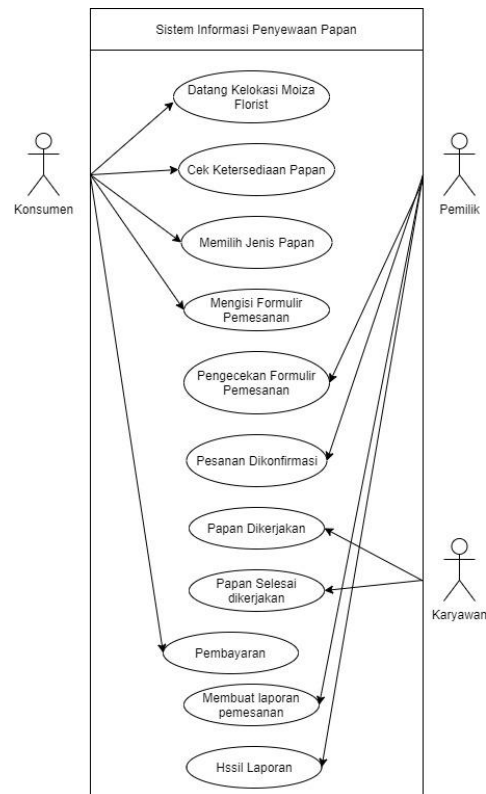 Sistem Informasi Penyewaan Papan
Datang Kelokasi Moiza
Florist
Cek Ketersediaan Papan
Konsumen
Pemilik
Memilih Jenis Papan
Mengisi Formulir
Pemesanan
Pengecekan Formulir
Pemesanan
Pesanan Dikonfirmasi
Papan Dikerjakan
Papan Selesai
dikerjakan
Karyawan
Pembayaran
Membuat laporan
pemesanan
Hssil Laporan